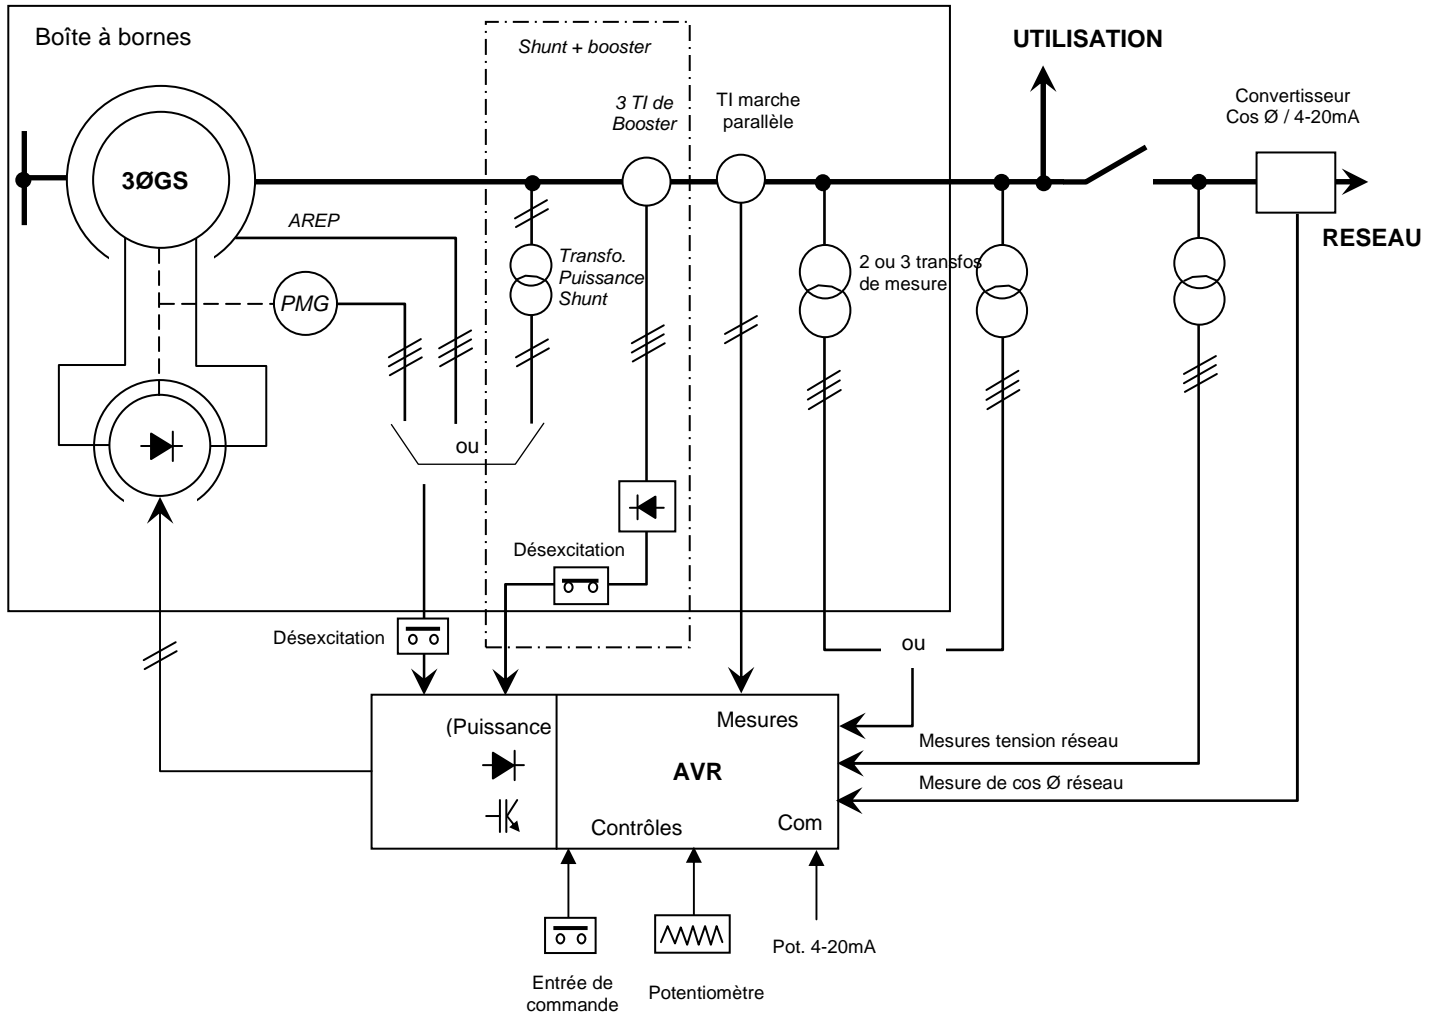 Boîte à bornes
Shunt + booster
UTILISATION
3 TI de
Booster
TI marche
parallèle
Convertisseur
Cos Ø / 4-20mA
3ØGS
AREP
RESEAU
Transfo.
Puissance
Shunt
2 ou 3 transfos
de mesure
PMG
ou
Désexcitation
Désexcitation
ou
(Puissance
Mesures
Mesures tension réseau
AVR
Mesure de cos Ø réseau
Contrôles
Com
Pot. 4-20mA
Entrée de
commande
Potentiomètre